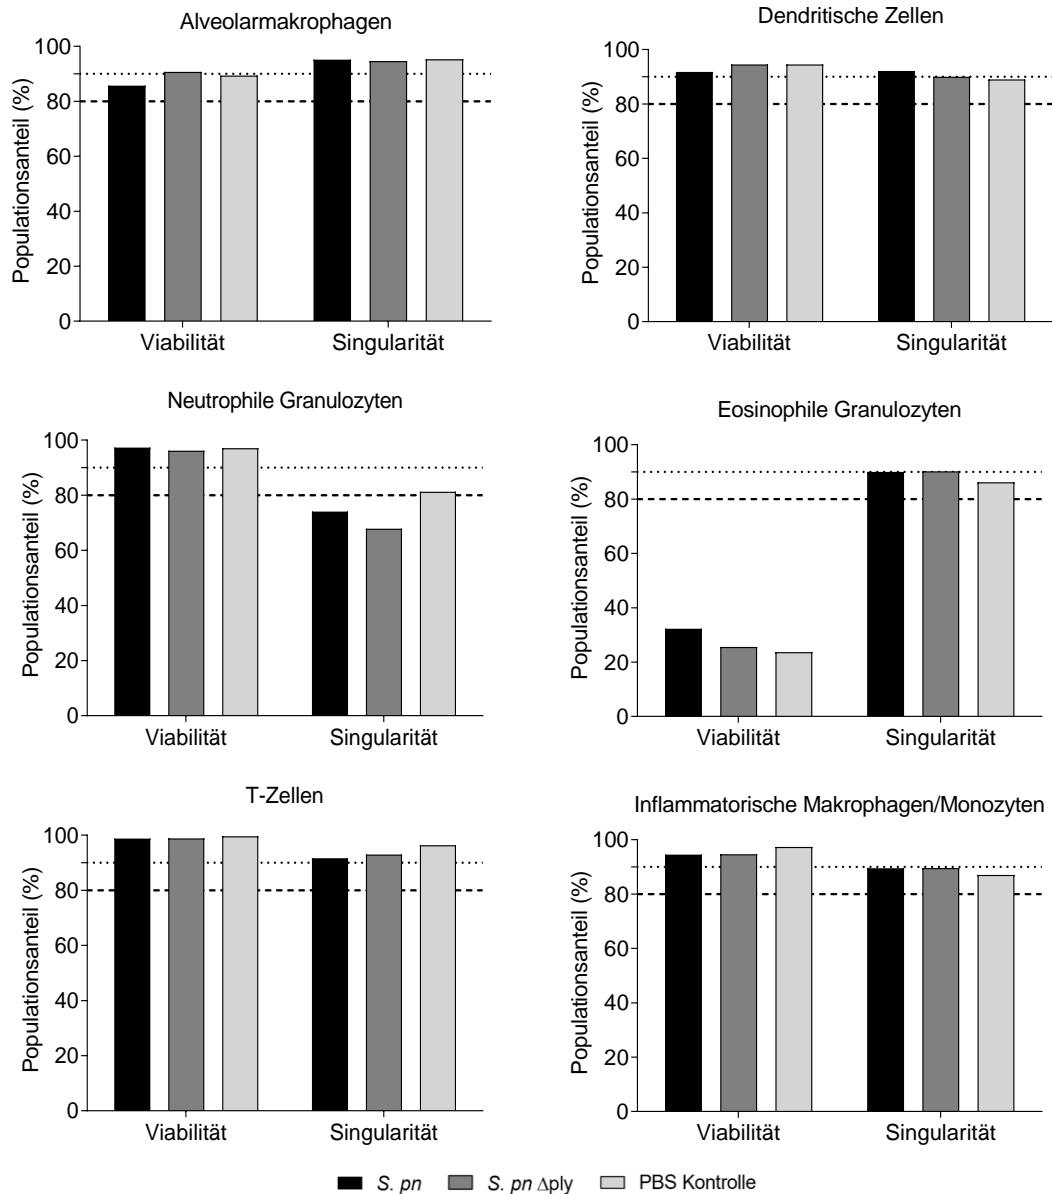 Alveolarmakrophagen
Populationsanteil (%)
100
80
60
40
20
0
Viabilität Singularität
Dendritische Zellen
Populationsanteil (%)
100
80
60
40
20
0
Viabilität Singularität
Neutrophile Granulozyten
Populationsanteil (%)
100
80
60
40
20
0
Viabilität Singularität
Eosinophile Granulozyten
Populationsanteil (%)
100
80
60
40
20
0
Viabilität Singularität
T-Zellen
Populationsanteil (%)
100
80
60
40
20
0
Viabilität Singularität
Inflammatorische Makrophagen/Monozyten
Populationsanteil (%)
100
80
60
40
20
0
Viabilität Singularität
S. pn S. pn Δply PBS Kontrolle